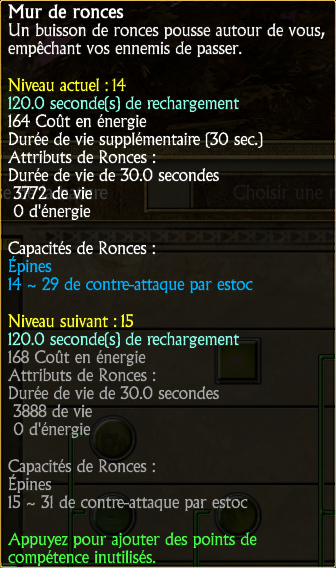 Mur de ronces
Un buisson de ronces pousse autour de vous,
empêchant vos ennemis de passer.
Niveau actuel : 14
120.0 seconde(s) de rechargement
164 Coût en énergie
Durée de vie supplémentaire (30 sec.)
Attributs de Ronces :
Durée de vie de 30.0 secondes
3772 de vie
0 d'énergie
Choisir une
Capacités de Ronces :
Épines
14 ~ 29 de contre-attaque par estoc
Niveau suivant : 15
120.0 seconde(s) de rechargement
168 Coût en énergie
Attributs de Ronces :
Durée de vie de 30.0 secondes
3888 de vie
0 d'énergie
Capacités de Ronces :
Épines
15 ~ 31 de contre-attaque par estoc
Appuyez pour ajouter des points de
compétence inutilisés.